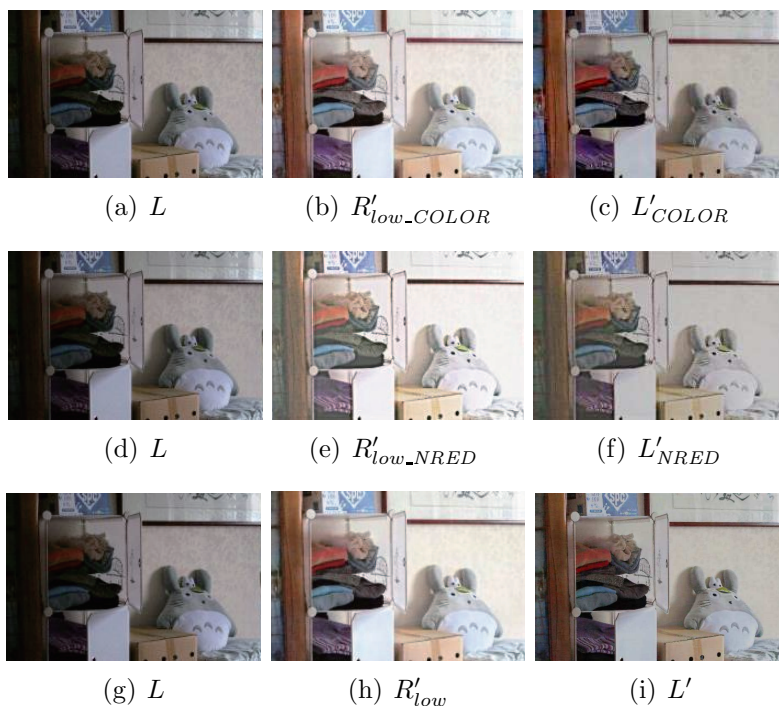 (a) L
(b) R′low_COLOR
(c) L′COLOR
(d) L
(e) R′low_NRED
(f) L′NRED
(g) L
(h) R′low
(i) L′